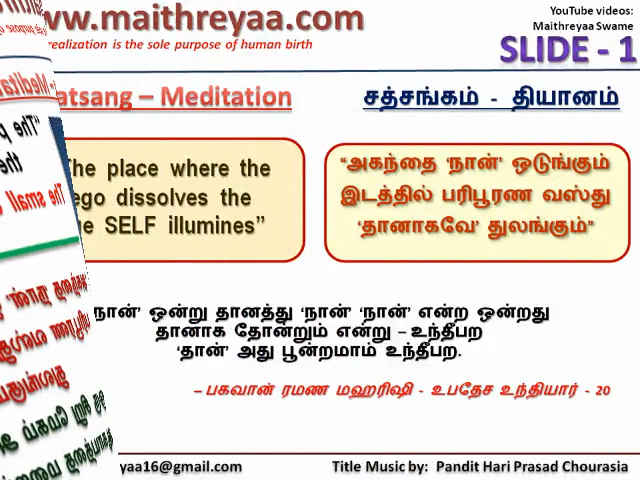 www.maithreyaa.com
realization is the sole purpose of human birth
YouTube videos:
Maithreyaa Swame
SLIDE - 1
atsang – Meditation
சத்சங்கம் - தியானம்
he place where the
ego dissolves the
e SELF illumines”
“அகந்தை ‘நான்’ ஒடுங்கும்
இடத்தில் பரிபூரண வஸ்து
‘தானாகவே’ துலங்கும்”
நான்’ ஒன்று தானத்து ‘நான்’ ‘நான்’ என்ற ஒன்றது
தானாக தோன்றும் என்று – உந்தீபற
‘தான்’ அது பூன்றமாம் உந்தீபற.
– பகவான் ரமண மஹரிஷி - உபதேச உந்தியார் - 20
yaa16@gmail.com
Title Music by: Pandit Hari Prasad Chourasia